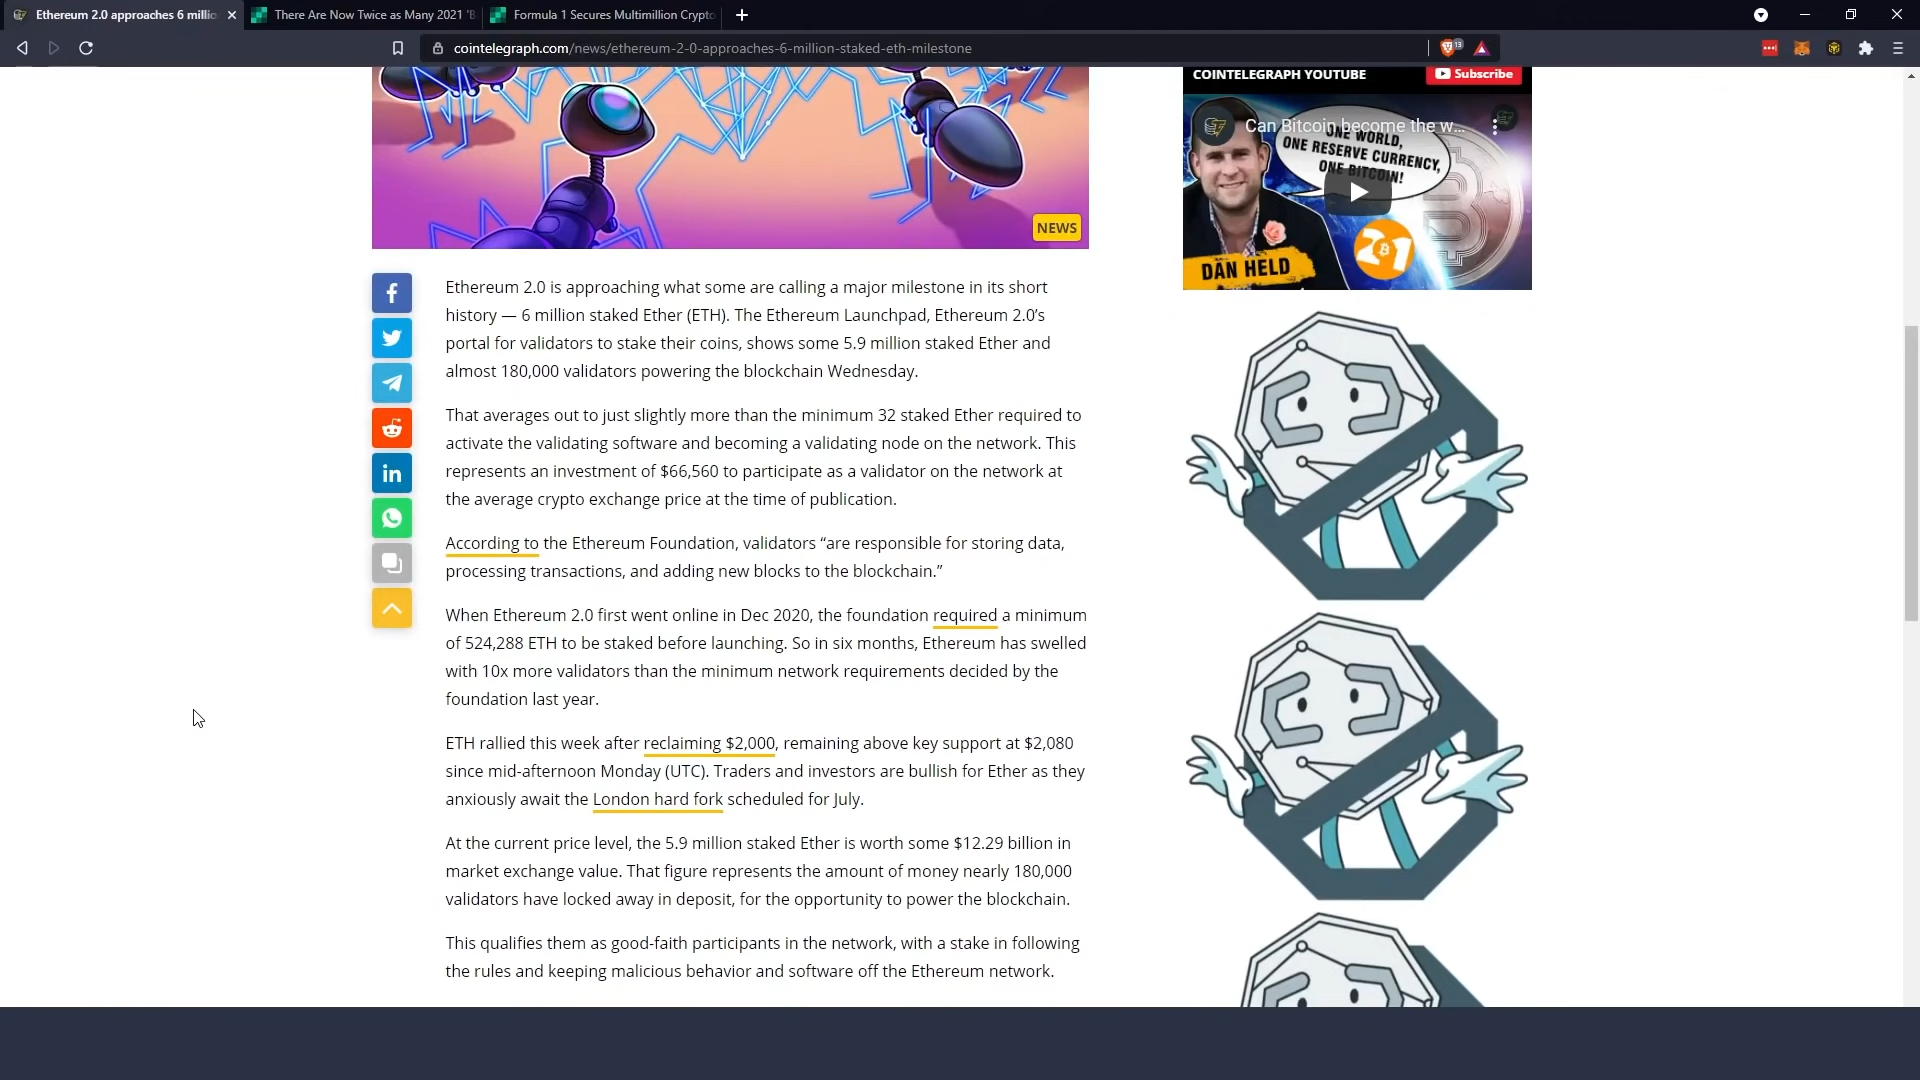 Ethereum 2.0 approaches 6 millio
There Are Now Twice as Many 2021 'B
Formula 1 Secures Multimillion Crypto
cointelegraph.com/news/ethereum-2-0-approaches-6-million-staked-eth-milestone
13
COINTELEGRAPH YOUTUBE
Subscribe
Can Bitcoin become the w...
ONE WORLD,
ONE RESERVE CURRENCY,
ONE BITCOIN!
DAN HELD
21
NEWS
Ethereum 2.0 is approaching what some are calling a major milestone in its short
history — 6 million staked Ether (ETH). The Ethereum Launchpad, Ethereum 2.0’s
portal for validators to stake their coins, shows some 5.9 million staked Ether and
almost 180,000 validators powering the blockchain Wednesday.
That averages out to just slightly more than the minimum 32 staked Ether required to
activate the validating software and becoming a validating node on the network. This
represents an investment of $66,560 to participate as a validator on the network at
the average crypto exchange price at the time of publication.
According to the Ethereum Foundation, validators “are responsible for storing data,
processing transactions, and adding new blocks to the blockchain.”
When Ethereum 2.0 first went online in Dec 2020, the foundation required a minimum
of 524,288 ETH to be staked before launching. So in six months, Ethereum has swelled
with 10x more validators than the minimum network requirements decided by the
foundation last year.
ETH rallied this week after reclaiming $2,000, remaining above key support at $2,080
since mid-afternoon Monday (UTC). Traders and investors are bullish for Ether as they
anxiously await the London hard fork scheduled for July.
At the current price level, the 5.9 million staked Ether is worth some $12.29 billion in
market exchange value. That figure represents the amount of money nearly 180,000
validators have locked away in deposit, for the opportunity to power the blockchain.
This qualifies them as good-faith participants in the network, with a stake in following
the rules and keeping malicious behavior and software off the Ethereum network.